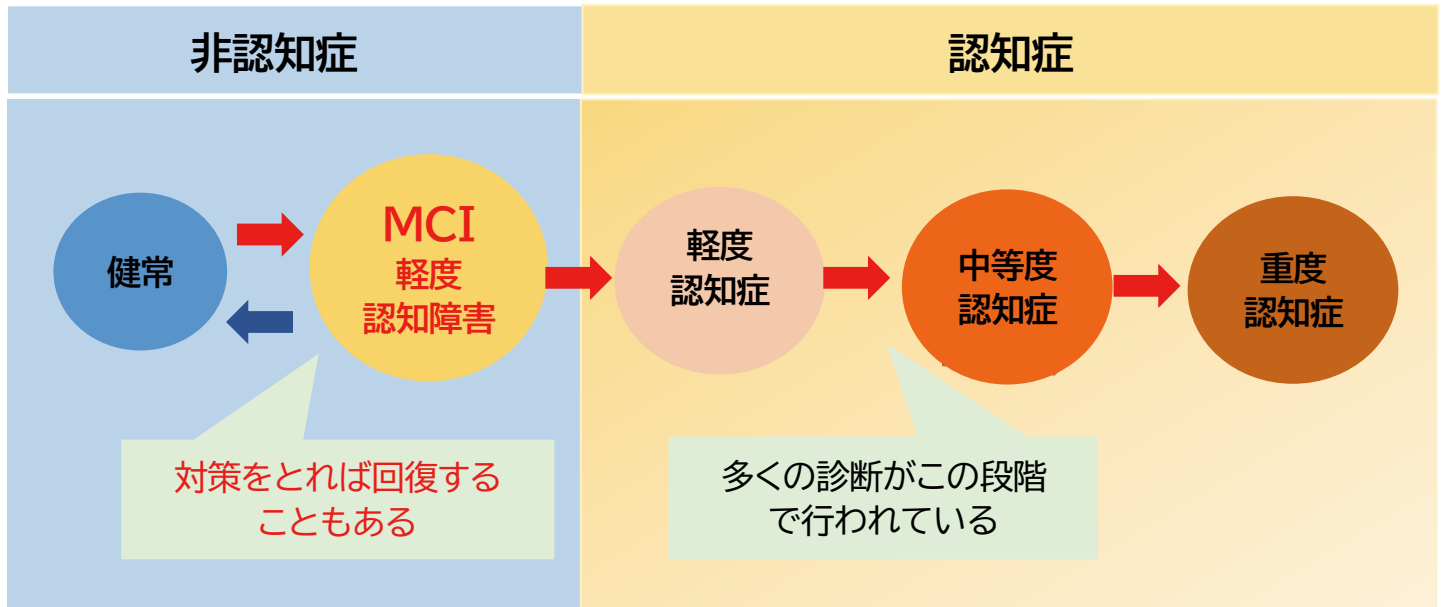 非認知症
認知症
健常
MCI
軽度
認知障害
軽度
認知症
中等度
認知症
重度
認知症
対策をとれば回復する
こともある
多くの診断がこの段階
で行われている